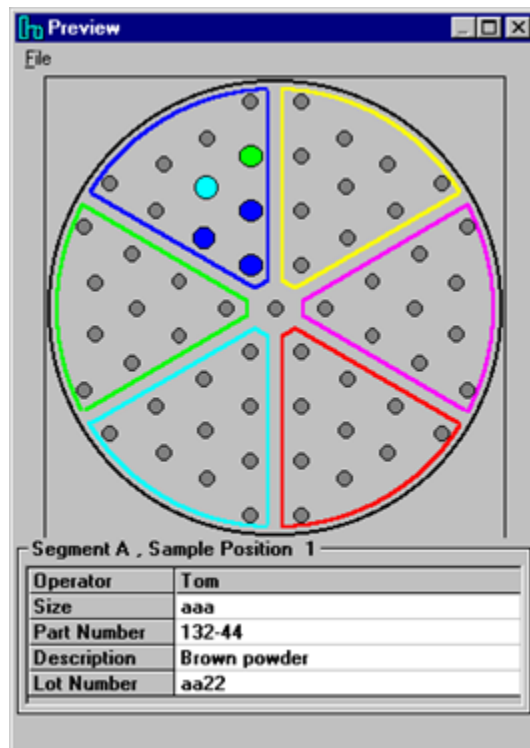 Preview
File
Segment A , Sample Position 1
Operator Tom
Size aaa
Part Number 132-44
Description Brown powder
Lot Number aa22